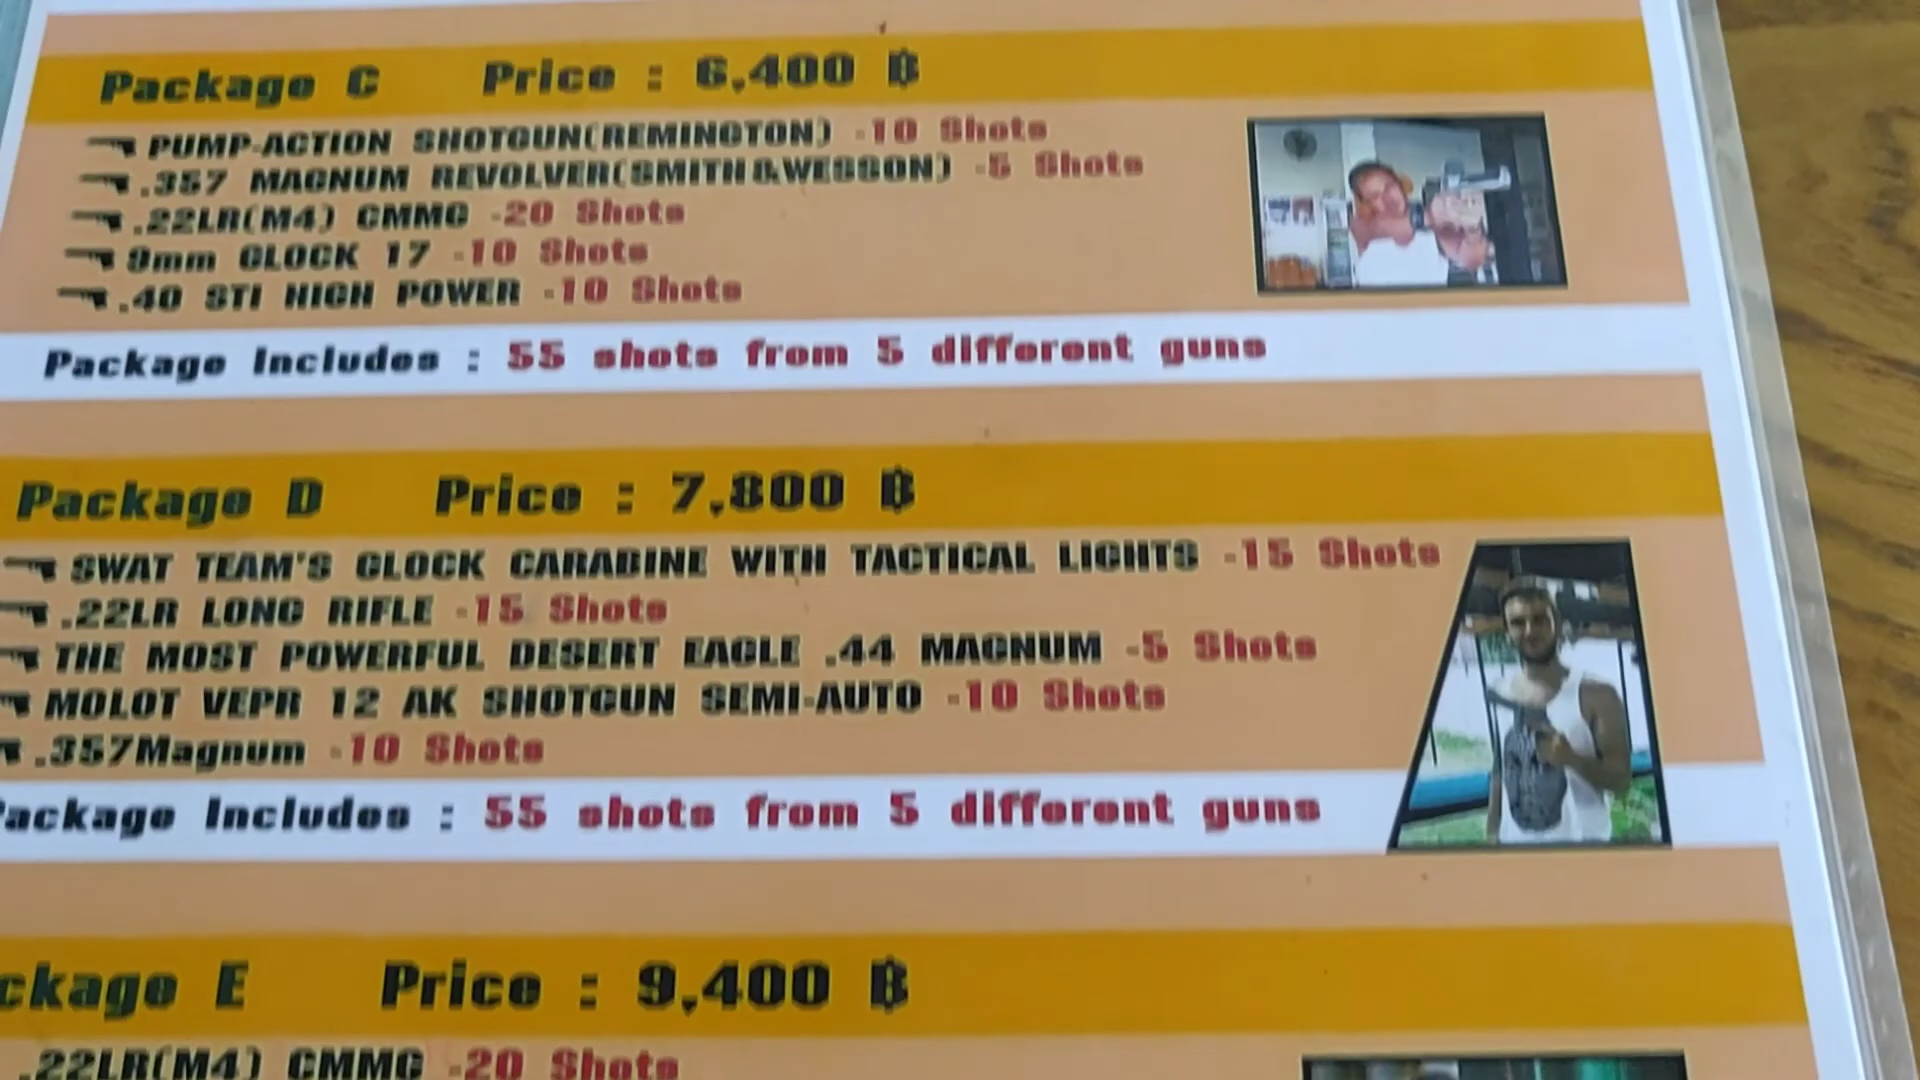 Package C Price : 6,400 ฿
PUMP-ACTION SHOTGUN(REMINGTON) -10 Shots
.357 MAGNUM REVOLVER(SMITH&WESSON) -5 Shots
.22LR(M4) CMMG -20 Shots
9mm GLOCK 17 -10 Shots
.40 STI HIGH POWER -10 Shots
Package Includes : 55 shots from 5 different guns
Package D Price : 7,800 ฿
SWAT TEAM'S GLOCK CARABINE WITH TACTICAL LIGHTS -15 Shots
.22LR LONG RIFLE -15 Shots
THE MOST POWERFUL DESERT EAGLE .44 MAGNUM -5 Shots
MOLOT VEPR 12 AK SHOTGUN SEMI-AUTO -10 Shots
.357Magnum -10 Shots
ackage Includes : 55 shots from 5 different guns
ckage E Price : 9,400 ฿
.22LR(M4) CMMG -20 Shots